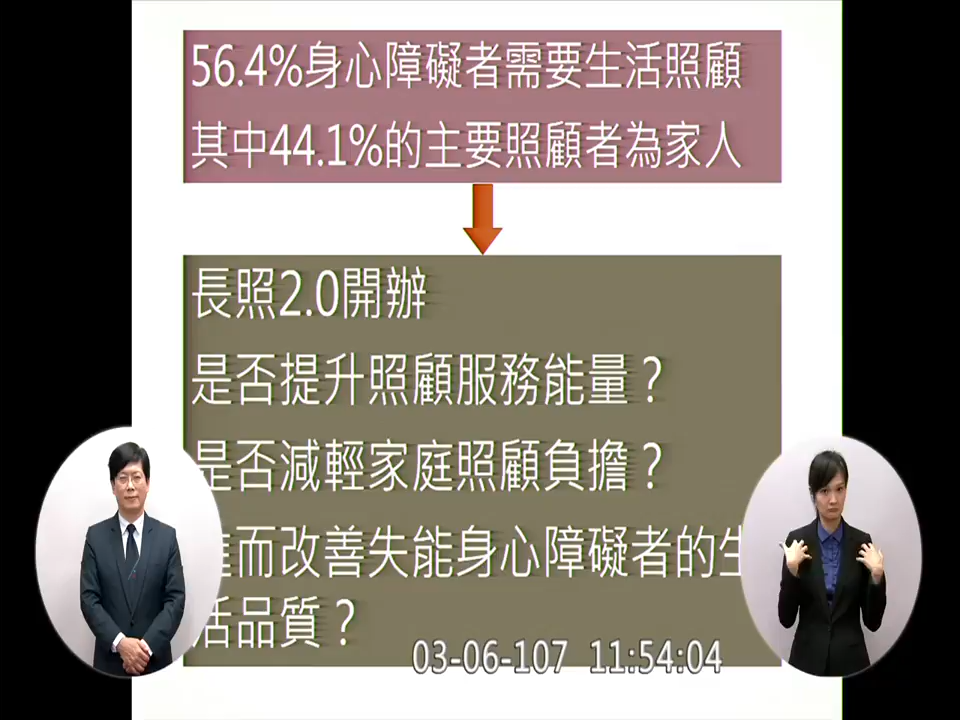 56.4%身心障礙者需要生活照顧
其中44.1%的主要照顧者為家人
長照2.0開辦
是否提升照顧服務能量？
是否減輕家庭照顧負擔？
而改善失能身心障礙者的生
活品質？
03-06-107 11:54:04